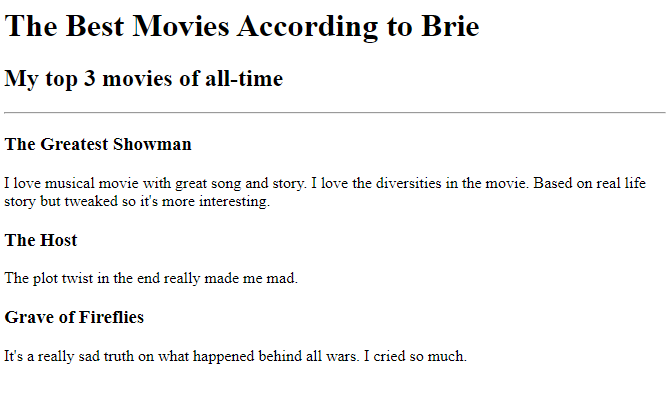 The Best Movies According to Brie
My top 3 movies of all-time
The Greatest Showman
I love musical movie with great song and story. I love the diversities in the movie. Based on real life
story but tweaked so it's more interesting.
The Host
The plot twist in the end really made me mad.
Grave of Fireflies
It's a really sad truth on what happened behind all wars. I cried so much.